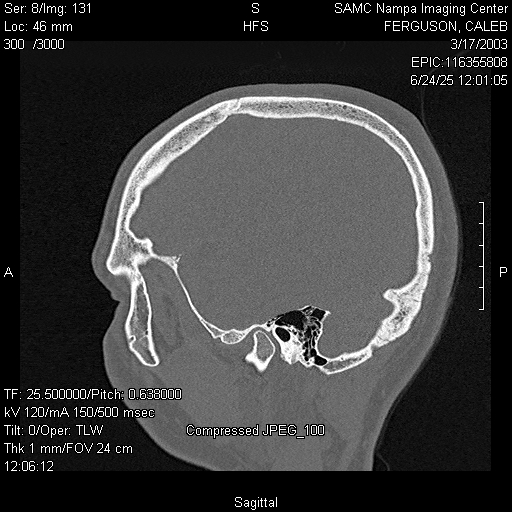 Ser: 8/Img: 131
S
SAMC Nampa Imaging Center
Loc: 46 mm
HFS
FERGUSON, CALEB
300 /3000
3/17/2003
EPIC:116355808
6/24/25 12:01:05
A
P
TF: 25.500000/Pitch: 0.638000
kV 120/mA 150/500 msec
Tilt: 0/Oper: TLW
Compressed JPEG_100
Thk 1 mm/FOV 24 cm
12:06:12
Sagittal